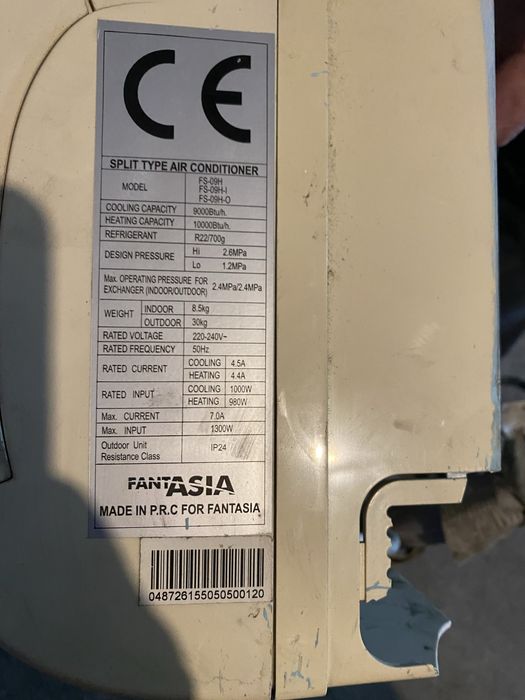 CE
SPLIT TYPE AIR CONDITIONER
MODEL FS-09H
FS-09H-I
FS-09H-O
COOLING CAPACITY 9000Btu/h.
HEATING CAPACITY 10000Btu/h.
REFRIGERANT R22/700g
DESIGN PRESSURE Hi 2.6MPa
Lo 1.2MPa
Max. OPERATING PRESSURE FOR
EXCHANGER (INDOOR/OUTDOOR) 2.4MPa/2.4MPa
WEIGHT INDOOR 8.5kg
OUTDOOR 30kg
RATED VOLTAGE 220-240V~
RATED FREQUENCY 50Hz
RATED CURRENT COOLING 4.5A
HEATING 4.4A
RATED INPUT COOLING 1000W
HEATING 980W
Max. CURRENT 7.0A
Max. INPUT 1300W
Outdoor Unit
Resistance Class IP24
FANTASIA
MADE IN P.R.C FOR FANTASIA
048726155050500120